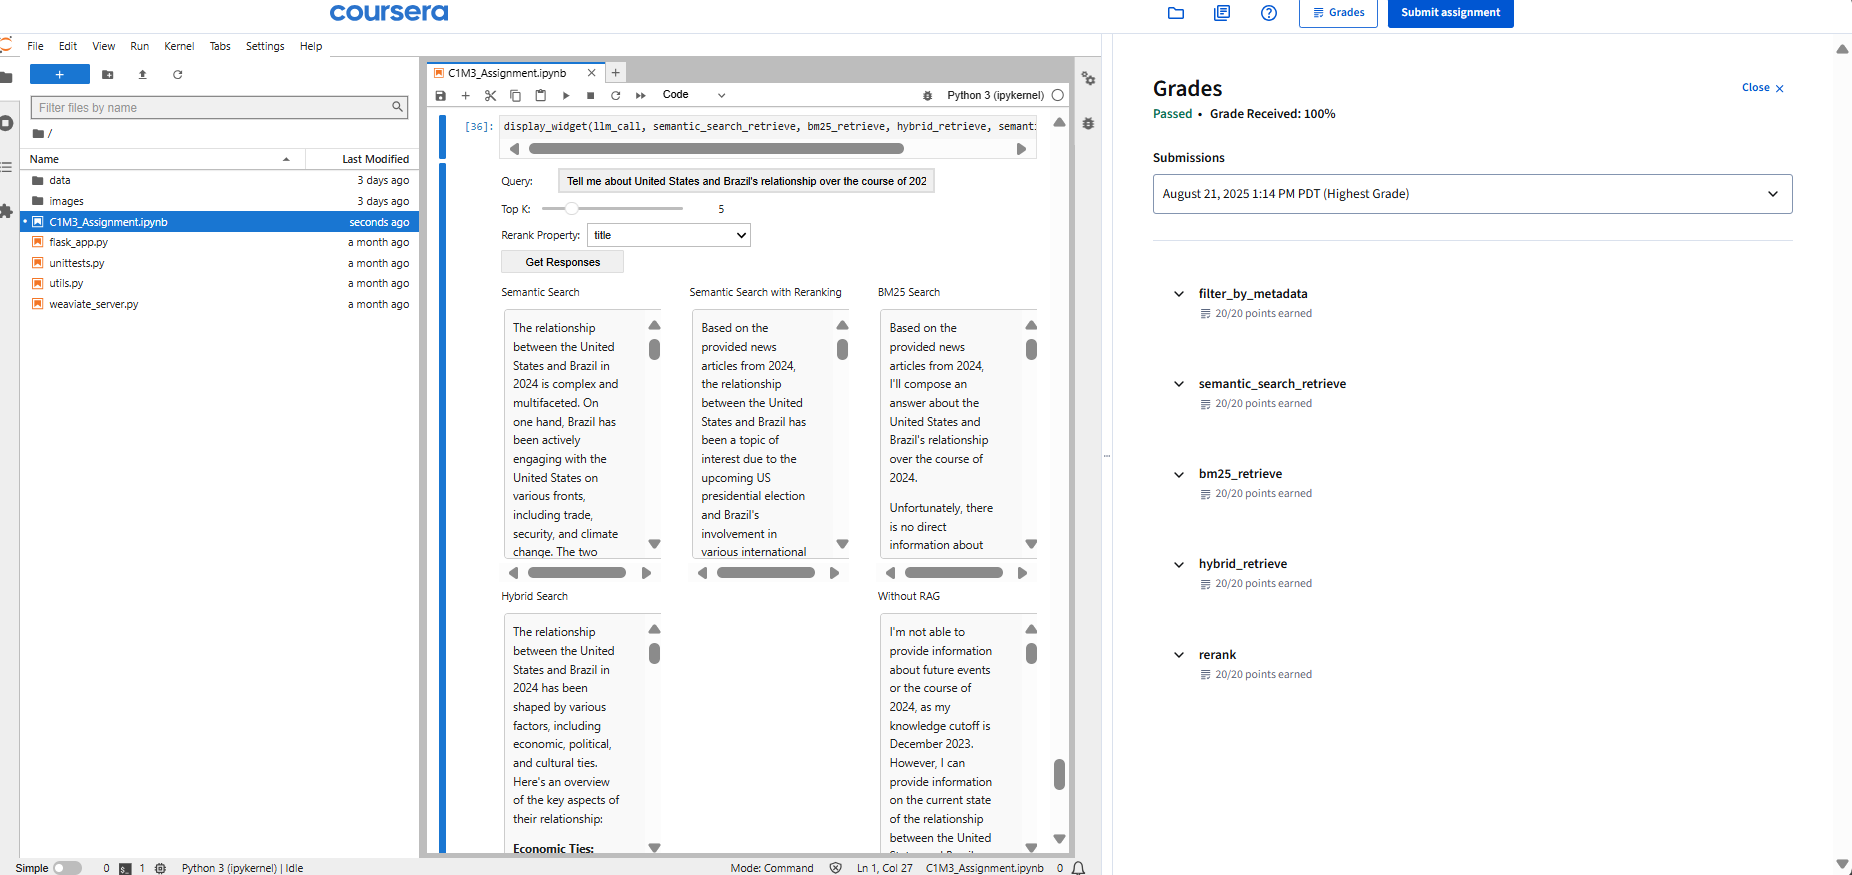 coursera
Grades
Submit assignment
File Edit View Run Kernel Tabs Settings Help
+
Filter files by name
/
Name Last Modified
data 3 days ago
images 3 days ago
C1M3_Assignment.ipynb seconds ago
flask_app.py a month ago
unittests.py a month ago
utils.py a month ago
weaviate_server.py a month ago
C1M3_Assignment.ipynb
Code
Python 3 (ipykernel)
[36]: display_widget(llm_call, semantic_search_retrieve, bm25_retrieve, hybrid_retrieve, semanti
Query: Tell me about United States and Brazil's relationship over the course of 202
Top K: 5
Rerank Property: title
Get Responses
Semantic Search
The relationship
between the United
States and Brazil in
2024 is complex and
multifaceted. On
one hand, Brazil has
been actively
engaging with the
United States on
various fronts,
including trade,
security, and climate
change. The two
Semantic Search with Reranking
Based on the
provided news
articles from 2024,
the relationship
between the United
States and Brazil has
been a topic of
interest due to the
upcoming US
presidential election
and Brazil's
involvement in
various international
BM25 Search
Based on the
provided news
articles from 2024,
I'll compose an
answer about the
United States and
Brazil's relationship
over the course of
2024.
Unfortunately, there
is no direct
information about
Hybrid Search
The relationship
between the United
States and Brazil in
2024 has been
shaped by various
factors, including
economic, political,
and cultural ties.
Here's an overview
of the key aspects of
their relationship:
Economic Ties:
Without RAG
I'm not able to
provide information
about future events
or the course of
2024, as my
knowledge cutoff is
December 2023.
However, I can
provide information
on the current state
of the relationship
between the United
Simple 0 1 Python 3 (ipykernel) | Idle
Mode: Command Ln 1, Col 27 C1M3_Assignment.ipynb 0
Grades
Close
Passed • Grade Received: 100%
Submissions
August 21, 2025 1:14 PM PDT (Highest Grade)
filter_by_metadata
20/20 points earned
semantic_search_retrieve
20/20 points earned
bm25_retrieve
20/20 points earned
hybrid_retrieve
20/20 points earned
rerank
20/20 points earned